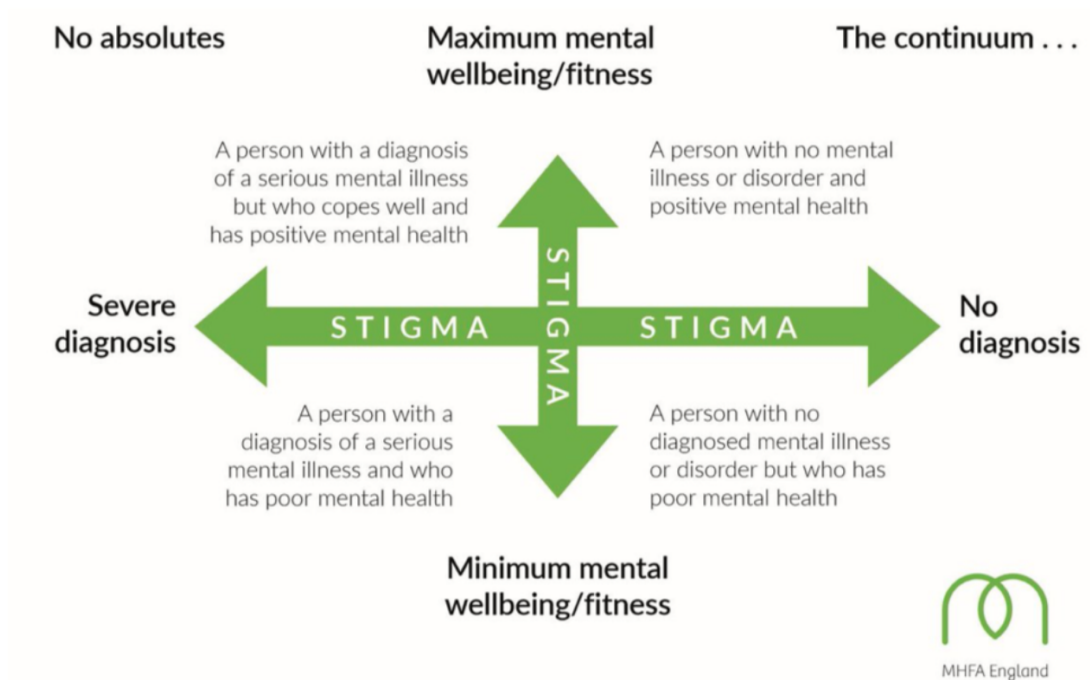 No absolutes
Maximum mental
wellbeing/fitness
The continuum . . .
A person with a diagnosis
of a serious mental illness
but who copes well and
has positive mental health
A person with no mental
illness or disorder and
positive mental health
Severe
diagnosis
STIGMA
STIGMA
STIGMA
No
diagnosis
A person with a
diagnosis of a serious
mental illness and who
has poor mental health
A person with no
diagnosed mental illness
or disorder but who has
poor mental health
Minimum mental
wellbeing/fitness
MHFA England